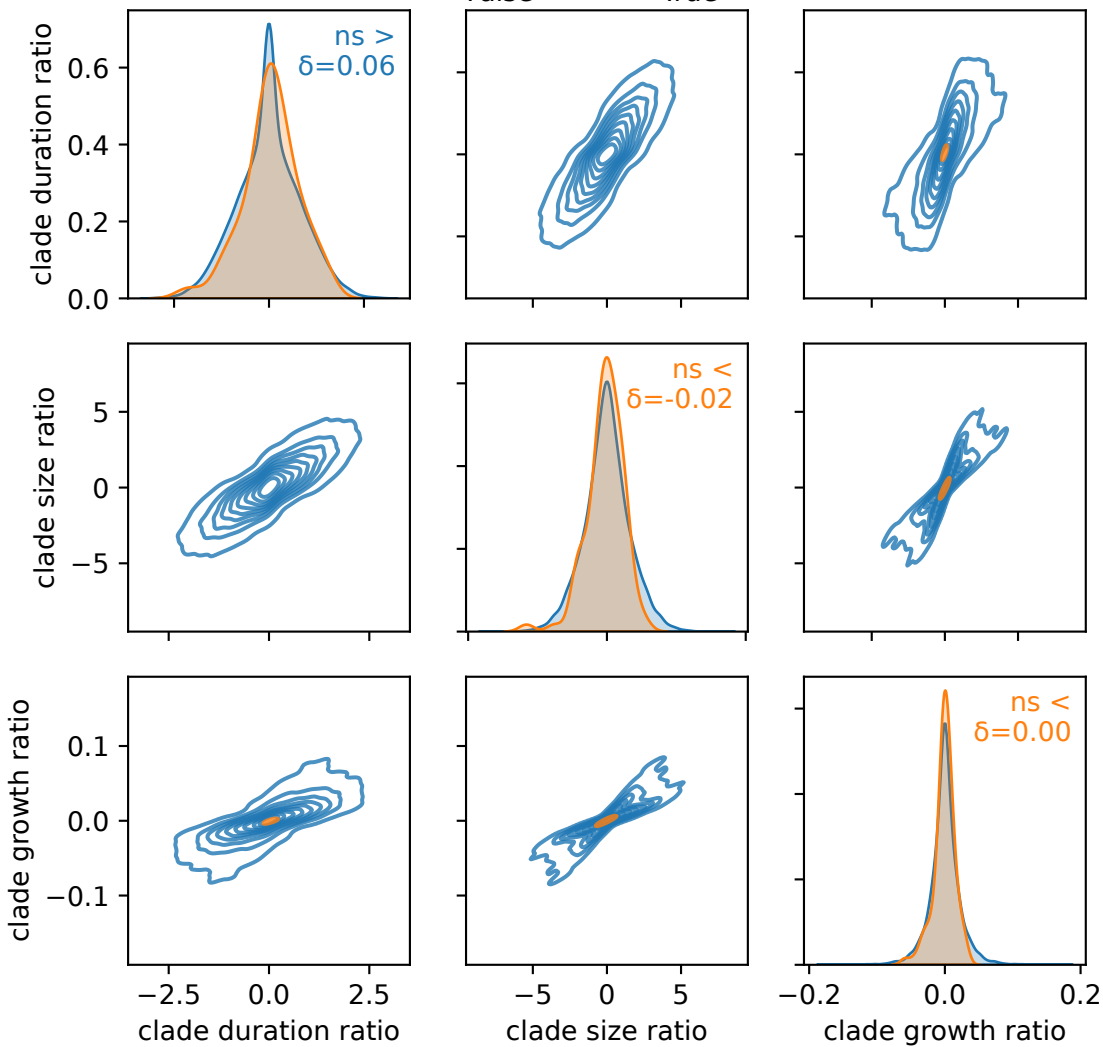 clade duration ratio
0.6
0.4
0.2
0.0
ns >
δ=0.06
clade size ratio
5
0
−5
ns <
δ=-0.02
clade growth ratio
0.1
0.0
−0.1
ns <
δ=0.00
−2.5 0.0 2.5
−5 0 5
−0.2 0.0 0.2
clade duration ratio
clade size ratio
clade growth ratio